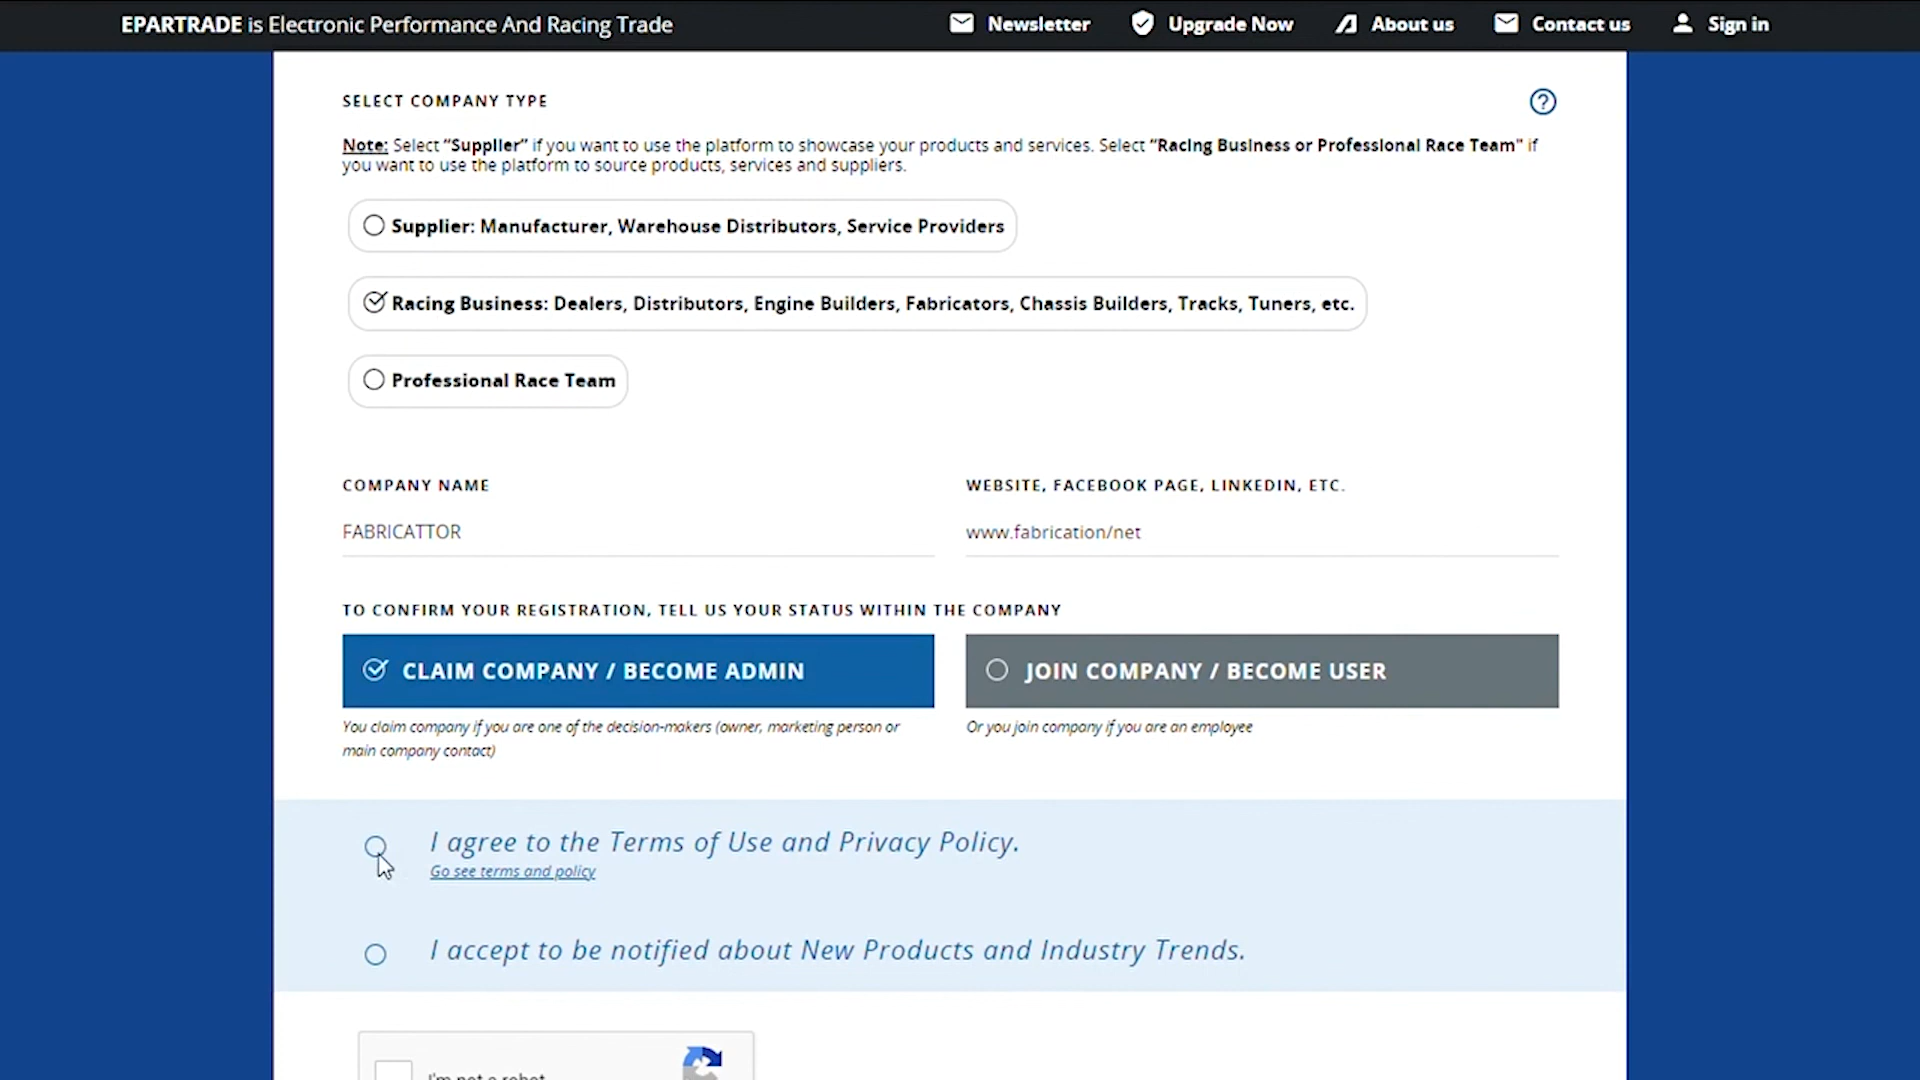 EPARTRADE is Electronic Performance And Racing Trade
Newsletter
Upgrade Now
About us
Contact us
Sign in
SELECT COMPANY TYPE
Note: Select “Supplier” if you want to use the platform to showcase your products and services. Select “Racing Business or Professional Race Team" if
you want to use the platform to source products, services and suppliers.
Supplier: Manufacturer, Warehouse Distributors, Service Providers
Racing Business: Dealers, Distributors, Engine Builders, Fabricators, Chassis Builders, Tracks, Tuners, etc.
Professional Race Team
COMPANY NAME
WEBSITE, FACEBOOK PAGE, LINKEDIN, ETC.
FABRICATTOR
www.fabrication/net
TO CONFIRM YOUR REGISTRATION, TELL US YOUR STATUS WITHIN THE COMPANY
CLAIM COMPANY / BECOME ADMIN
JOIN COMPANY / BECOME USER
You claim company if you are one of the decision-makers (owner, marketing person or
main company contact)
Or you join company if you are an employee
I agree to the Terms of Use and Privacy Policy.
Go see terms and policy
I accept to be notified about New Products and Industry Trends.
I'm not a robot